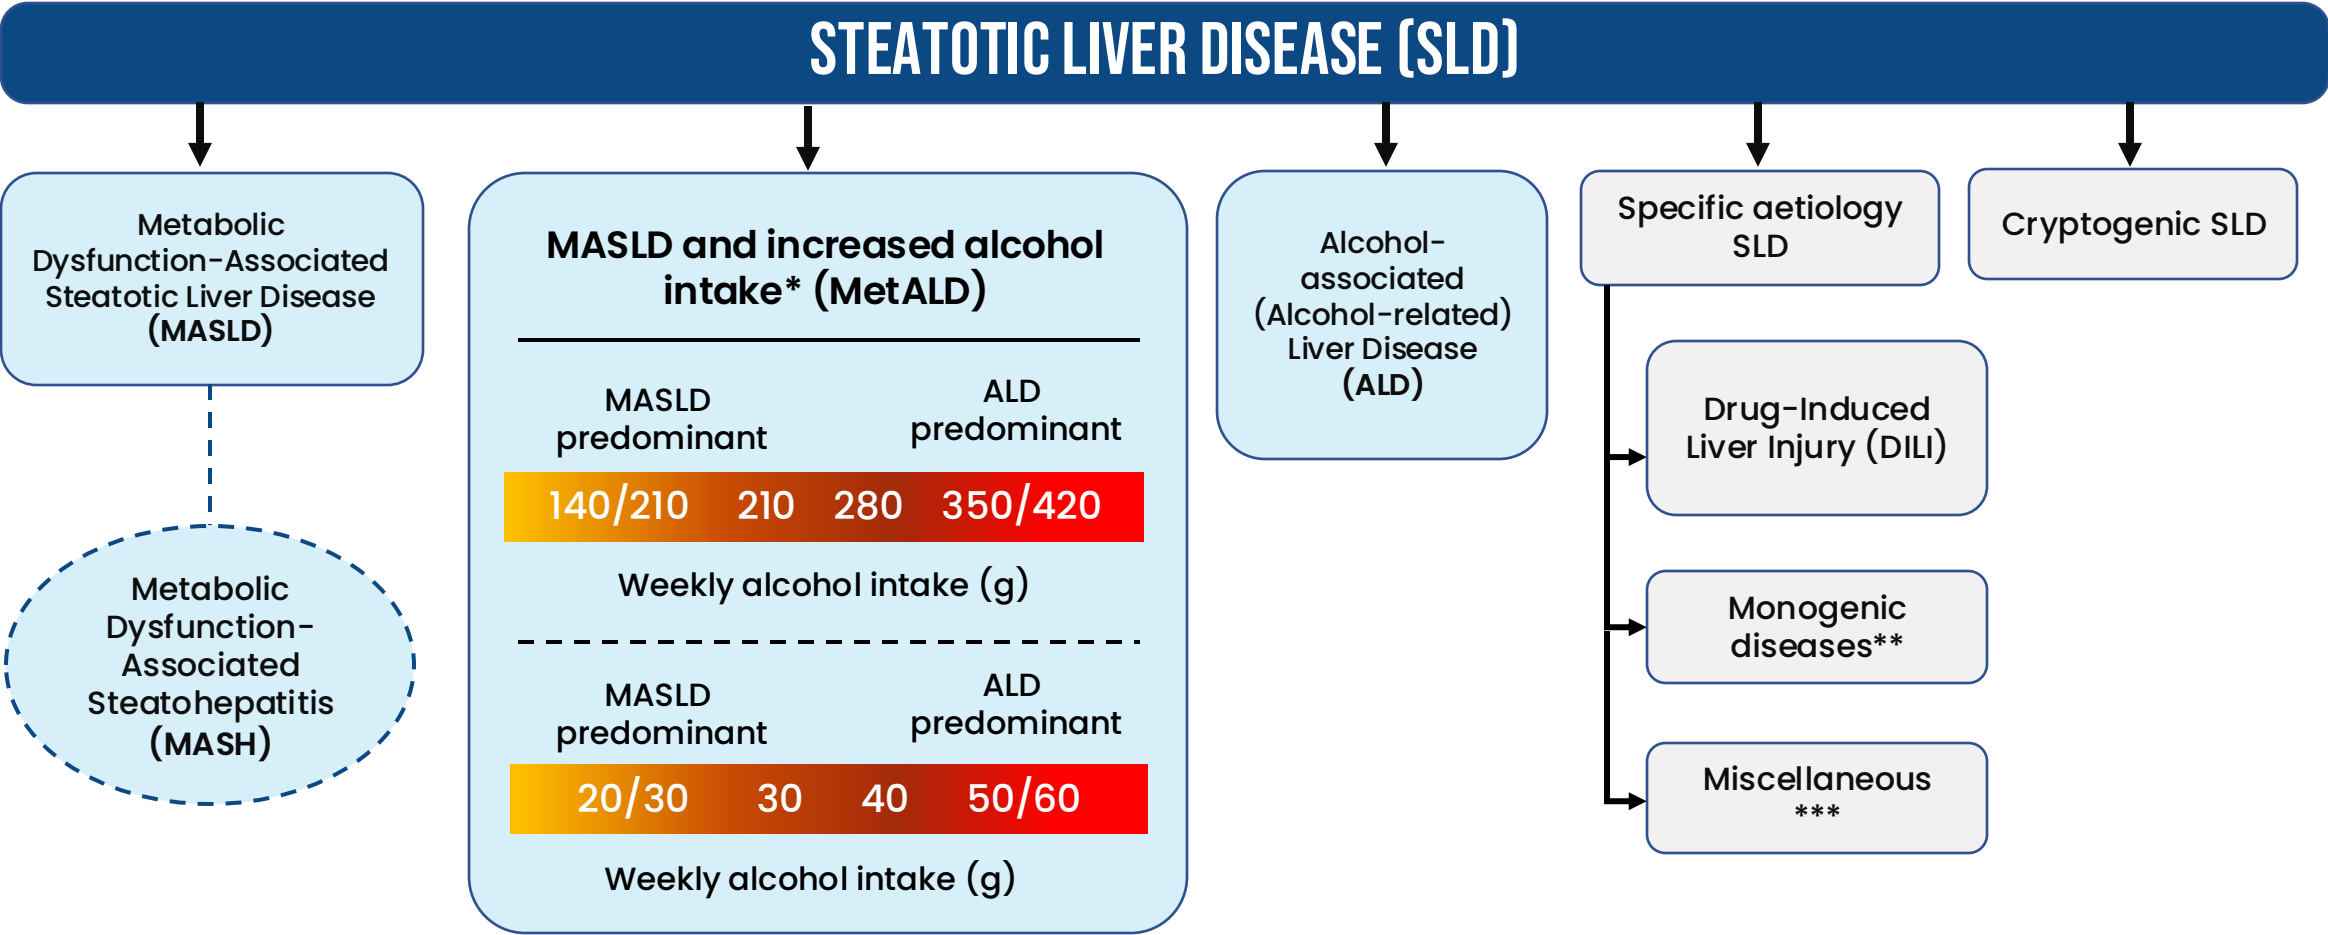 STEATOTIC LIVER DISEASE (SLD)
Metabolic
Dysfunction-Associated
Steatotic Liver Disease
(MASLD)
Metabolic
Dysfunction-
Associated
Steatohepatitis
(MASH)
MASLD and increased alcohol
intake* (MetALD)
MASLD
predominant
ALD
predominant
140/210 210 280 350/420
Weekly alcohol intake (g)
MASLD
predominant
ALD
predominant
20/30 30 40 50/60
Weekly alcohol intake (g)
Alcohol-
associated
(Alcohol-related)
Liver Disease
(ALD)
Specific aetiology
SLD
Drug-Induced
Liver Injury (DILI)
Monogenic
diseases**
Miscellaneous
***
Cryptogenic SLD